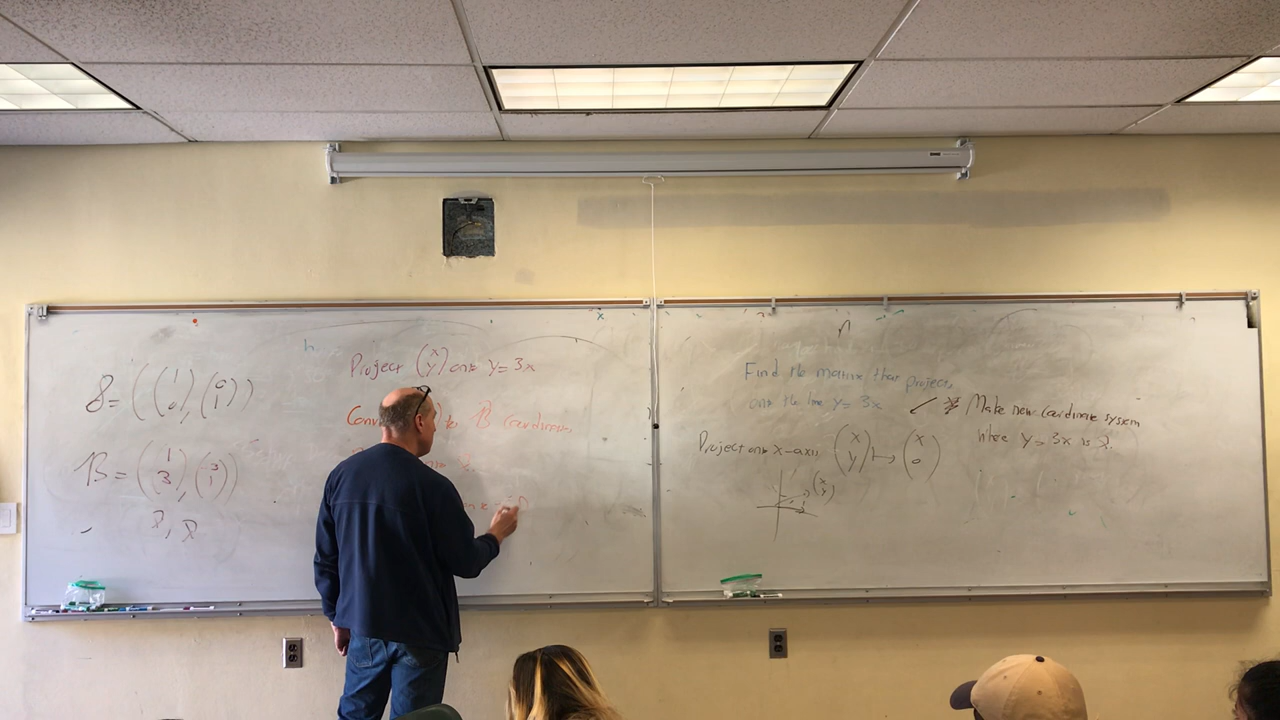 8 = ( ( 1 0 ), ( 0 1 ) )
B = ( 1 3 ), ( -3 1 )
x̂, ŷ
Project ( x y ) onto y = 3x
to B Coordinates
n
Find the matrix that projects
onto the line y = 3x
Make new coordinate system
where y = 3x is x̂.
Project onto x-axis ( x y ) ↦ ( x 0 )
( x y )